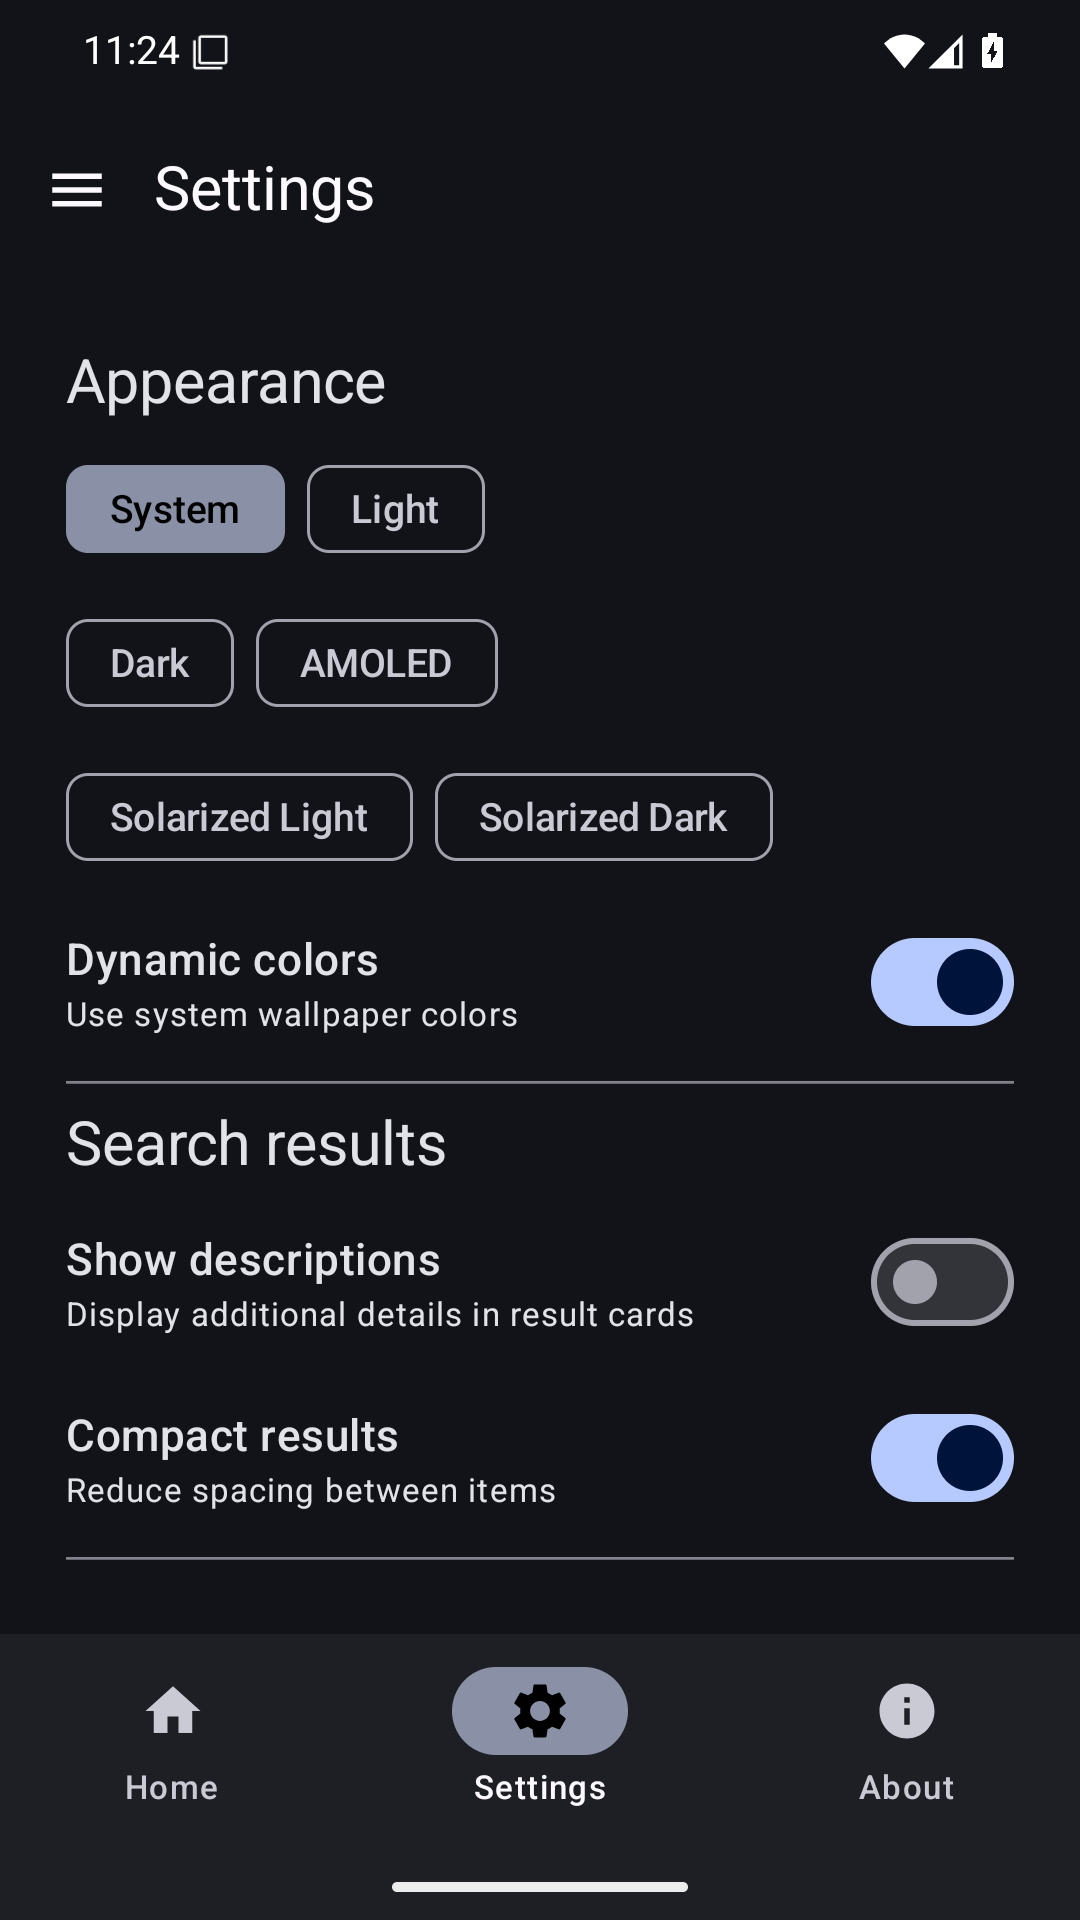 11:24
Settings
Appearance
System
Light
Dark
AMOLED
Solarized Light
Solarized Dark
Dynamic colors
Use system wallpaper colors
Search results
Show descriptions
Display additional details in result cards
Compact results
Reduce spacing between items
Home
Settings
About